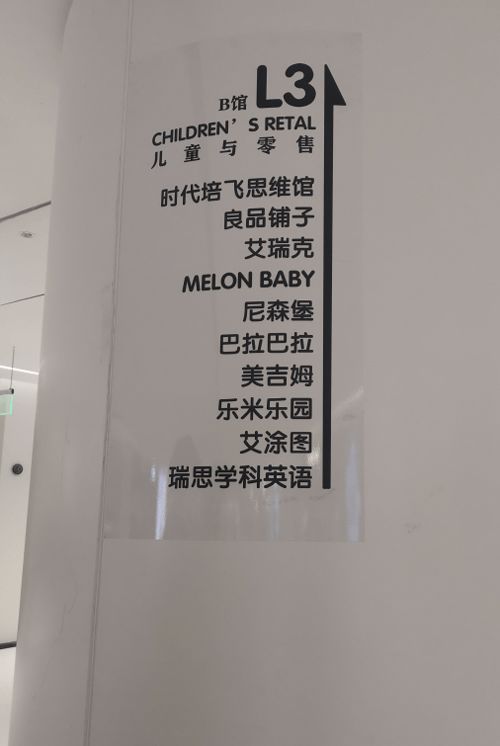 B馆 L3
CHILDREN’S RETAL
儿童与零售
时代培飞思维馆
良品铺子
艾瑞克
MELON BABY
尼森堡
巴拉巴拉
美吉姆
乐米乐园
艾涂图
瑞思学科英语